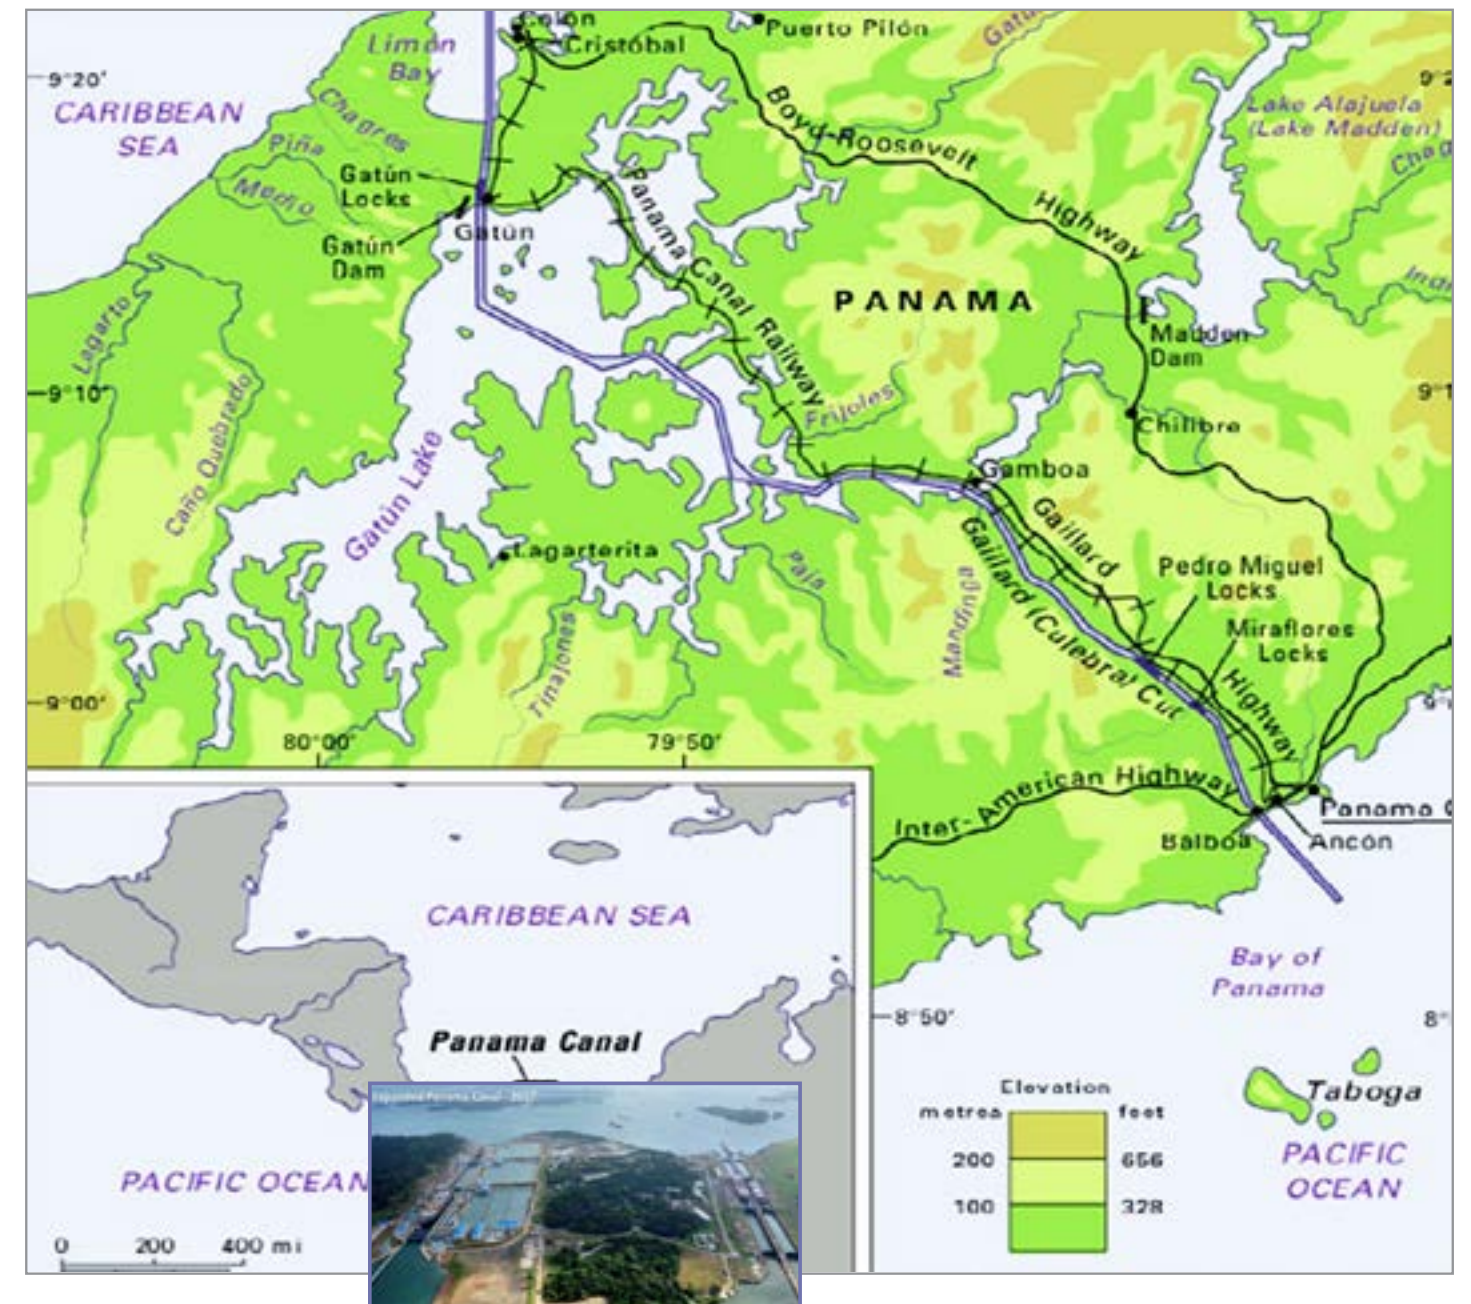 Colón
Cristóbal
Puerto Pilón
Limón
Bay
9°20'
CARIBBEAN
SEA
Chagres
Piña
Medio
Gatún
Locks
Gatún
Gatún
Dam
Boyd-Roosevelt
Highway
Lake Alajuela
(Lake Madden)
Panama Canal Railway
PANAMA
Madden
Dam
Lagarto
9°10'
Caño Quebrado
Frijoles
Chilibre
Gatún Lake
Gamboa
Gaillard
Highway
Gaillard (Culebra) Cut
Lagarterita
Pais
Mandinga
Tinajones
Pedro Miguel
Locks
Miraflores
Locks
9°00'
80°00'
79°50'
Inter-American Highway
Panama
Balboa
Ancón
CARIBBEAN SEA
Bay of
Panama
8°50'
Panama Canal
PACIFIC OCEAN
0 200 400 mi
Elevation
metres feet
200 656
100 328
Taboga
PACIFIC
OCEAN